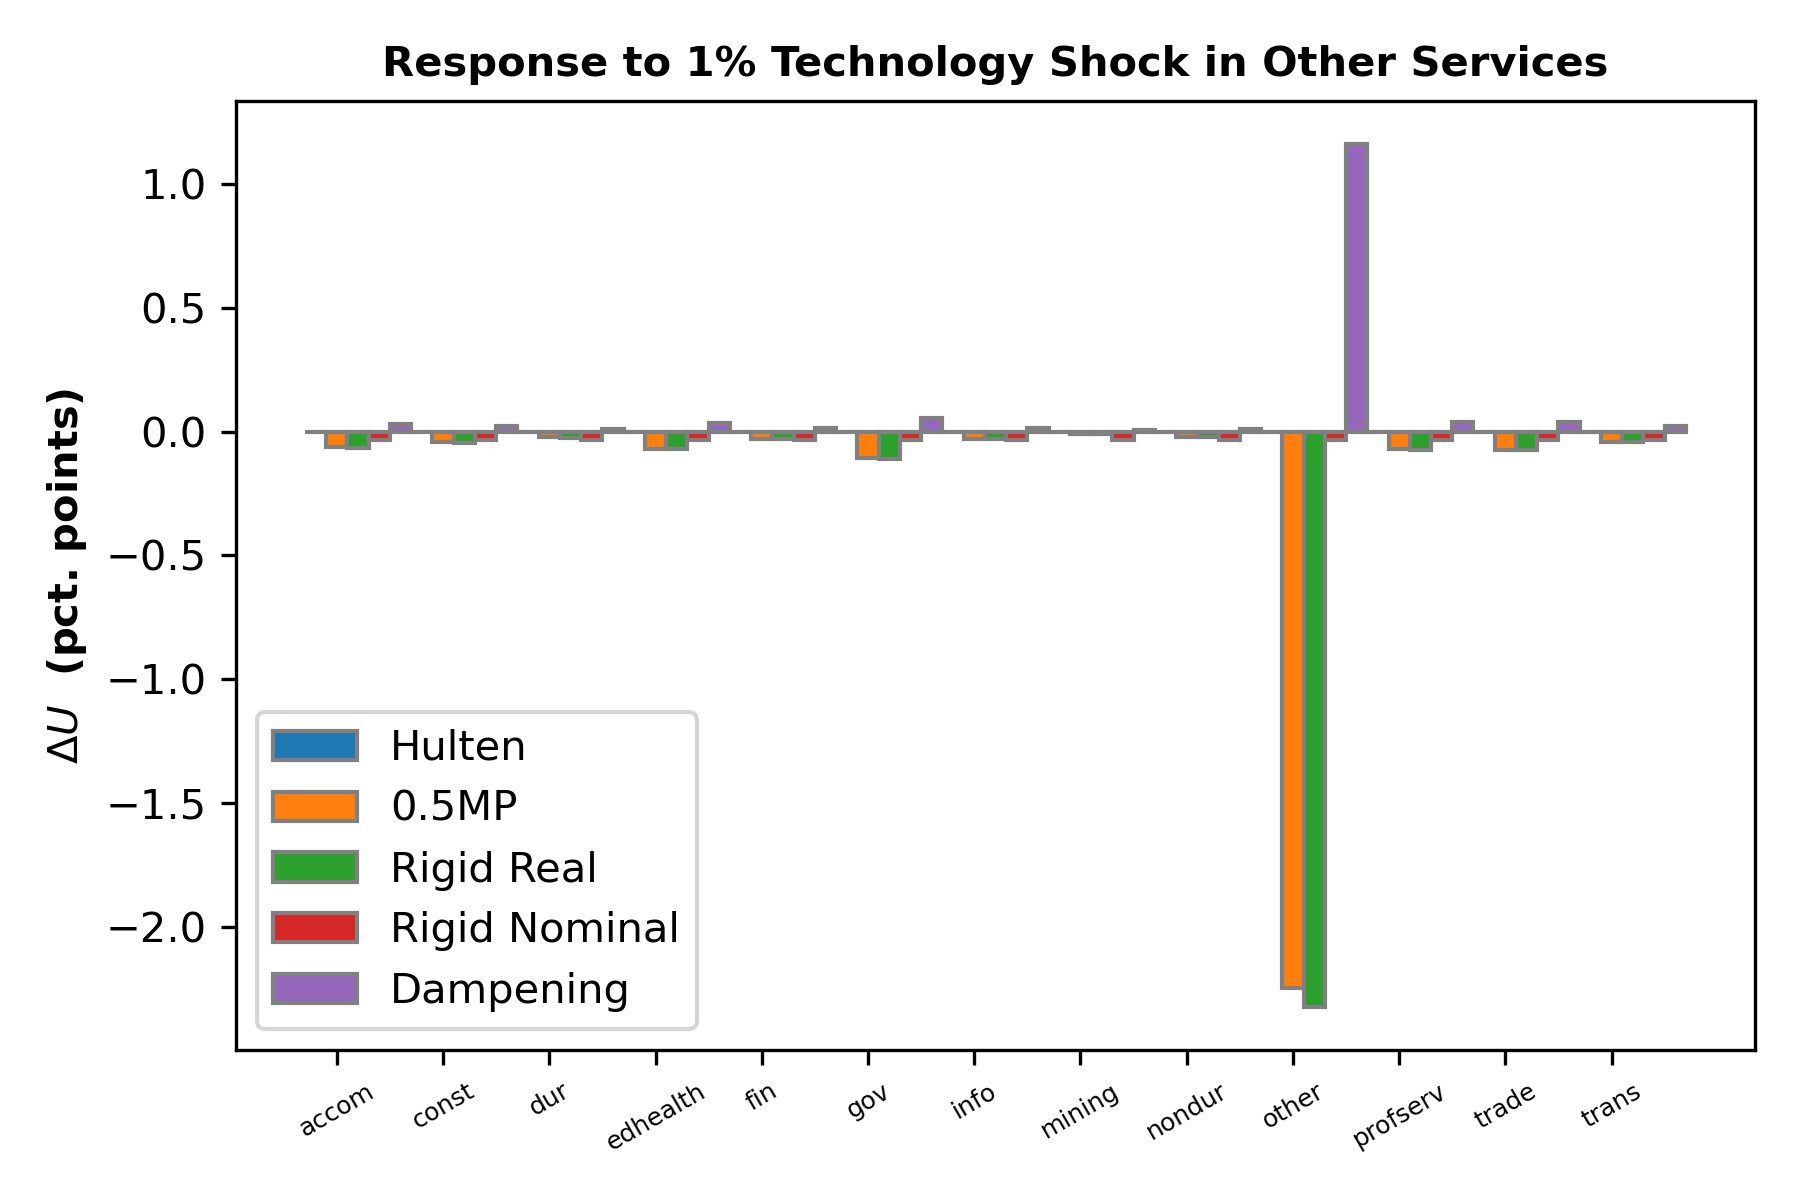 Response to 1% Technology Shock in Other Services
ΔU (pct. points)
1.0
0.5
0.0
−0.5
−1.0
−1.5
−2.0
Hulten
0.5MP
Rigid Real
Rigid Nominal
Dampening
accom const dur edhealth fin gov info mining nondur other profserv trade trans